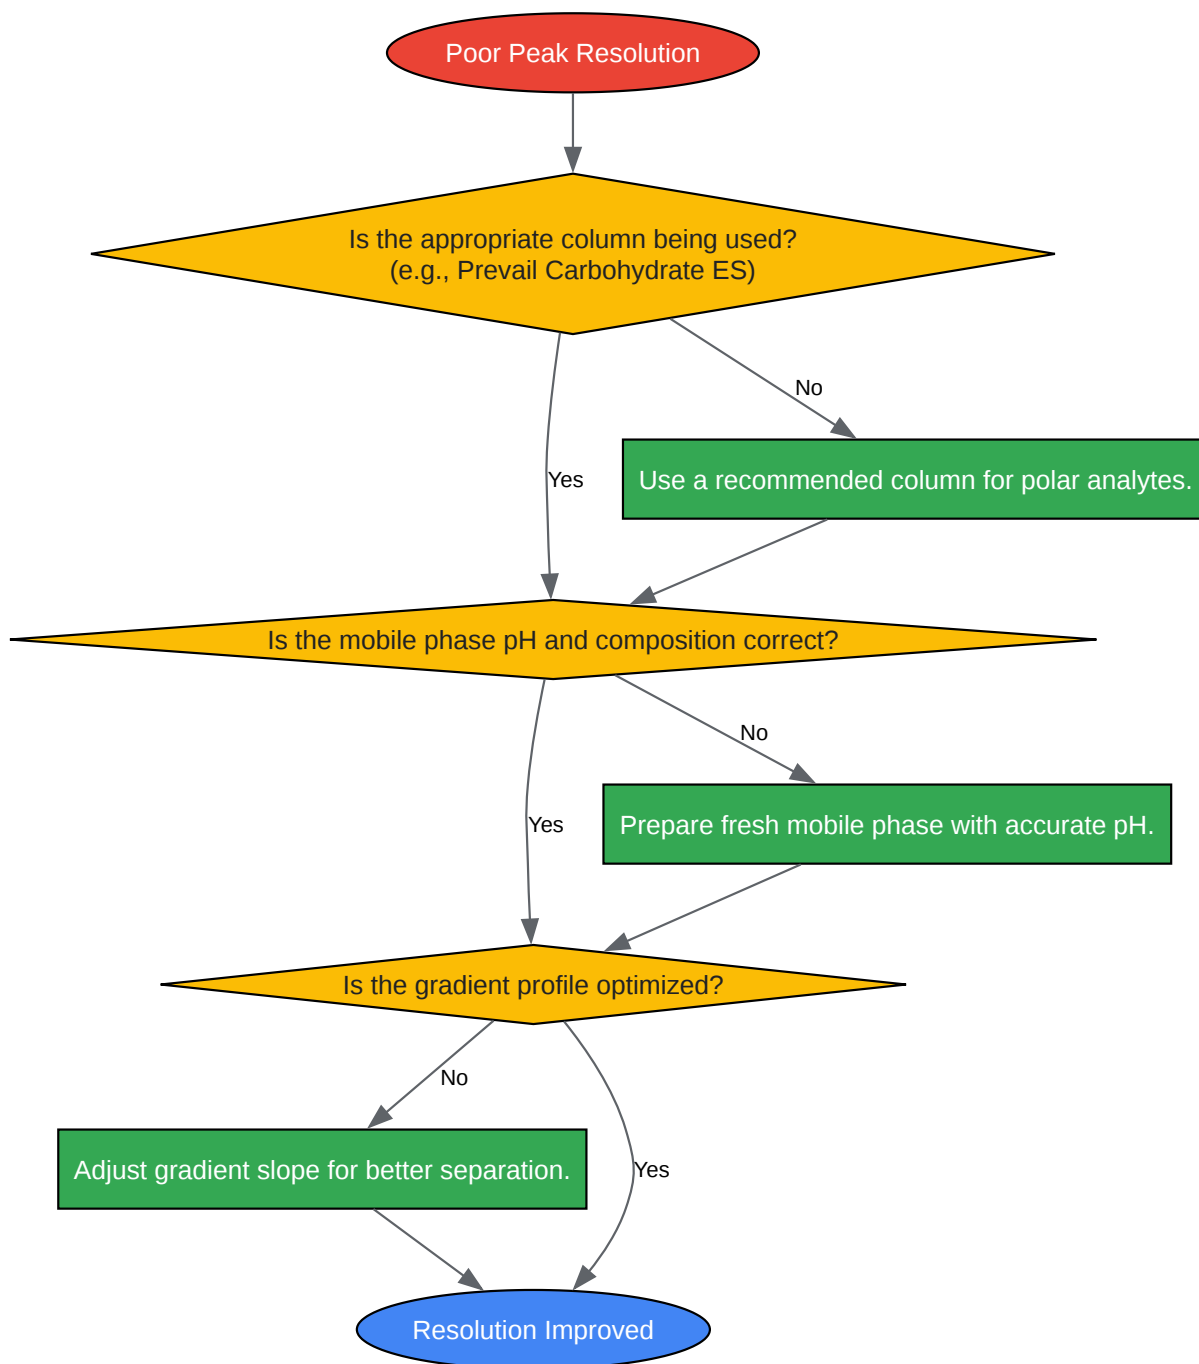 Poor Peak Resolution
Is the appropriate column being used?
(e.g., Prevail Carbohydrate ES)
No
Yes
Use a recommended column for polar analytes.
Is the mobile phase pH and composition correct?
No
Yes
Prepare fresh mobile phase with accurate pH.
Is the gradient profile optimized?
No
Yes
Adjust gradient slope for better separation.
Resolution Improved